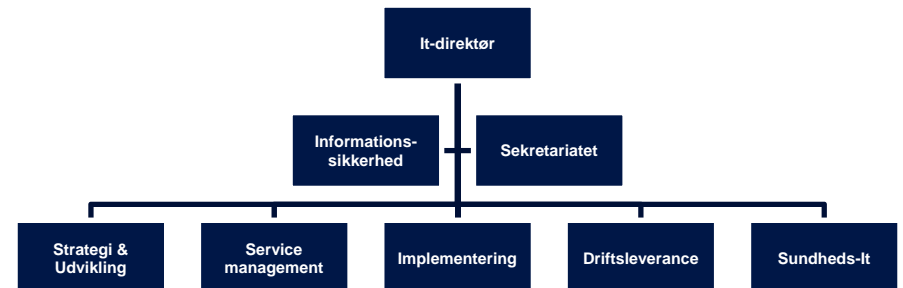 It-direktør
Informations-
sikkerhed
Sekretariatet
Strategi &
Udvikling
Service
management
Implementering
Driftsleverance
Sundheds-It